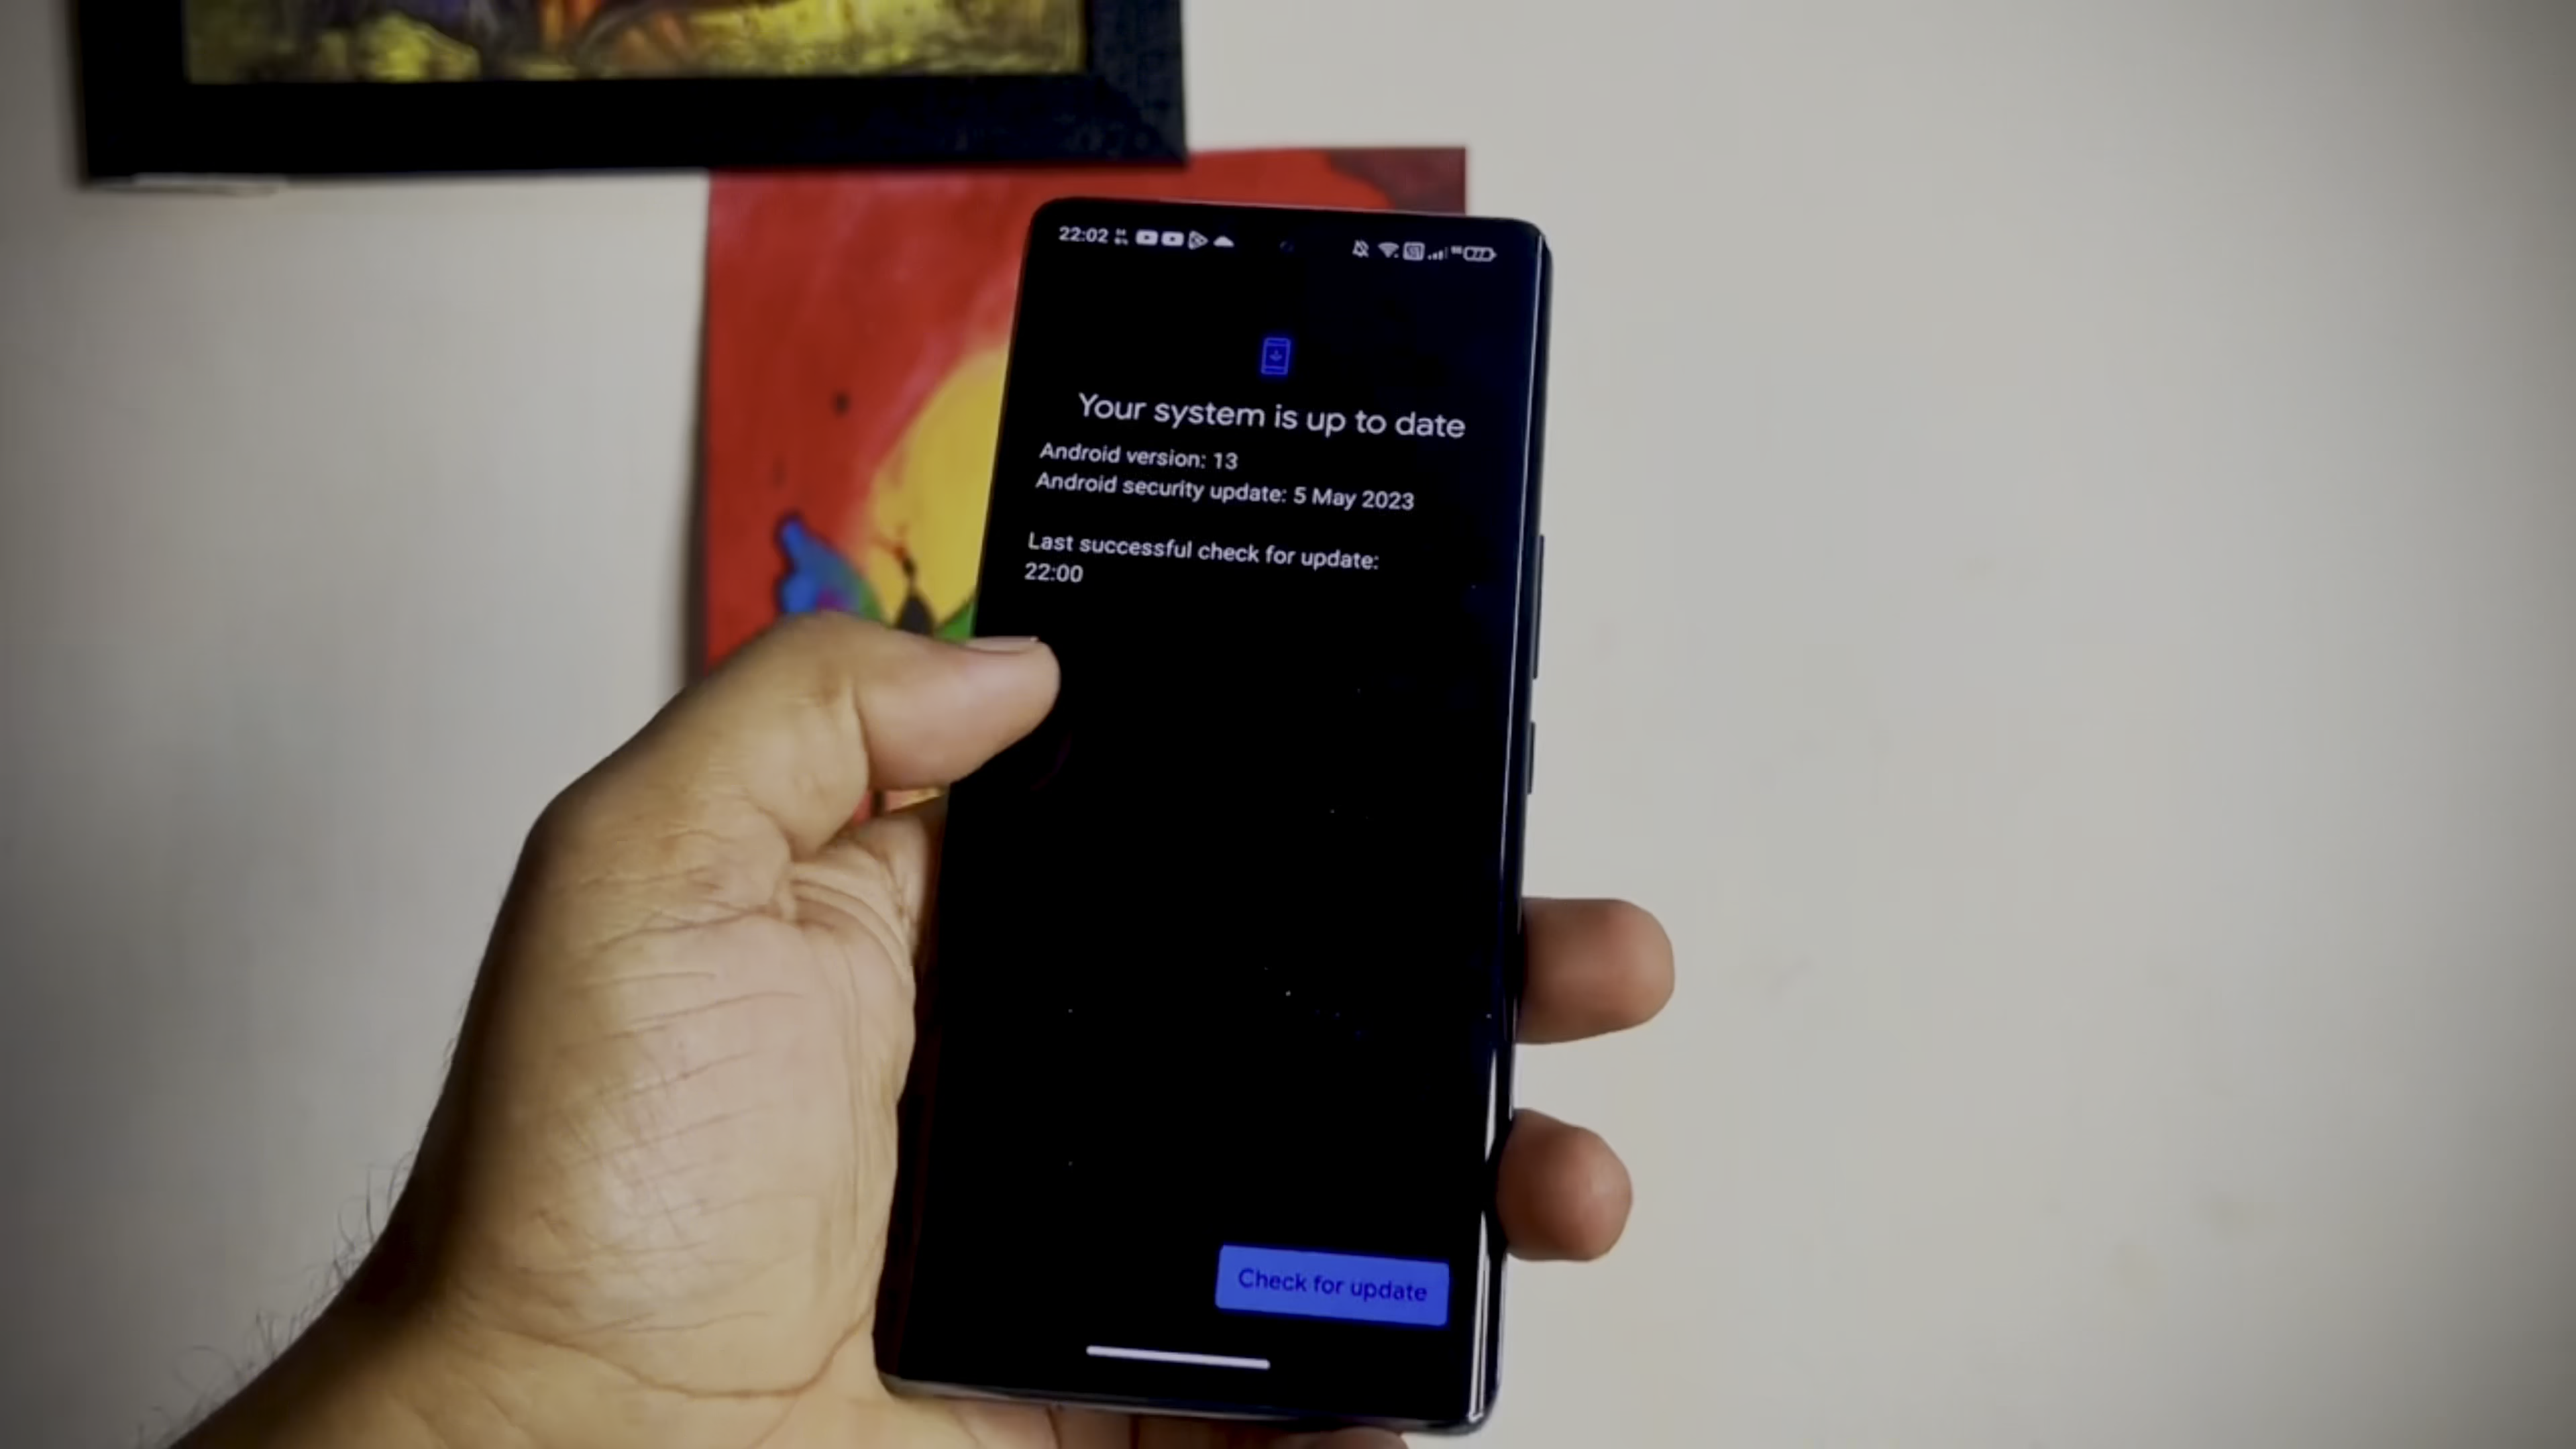 22:02
Your system is up to date
Android version: 13
Android security update: 5 May 2023
Last successful check for update:
22:00
Check for update